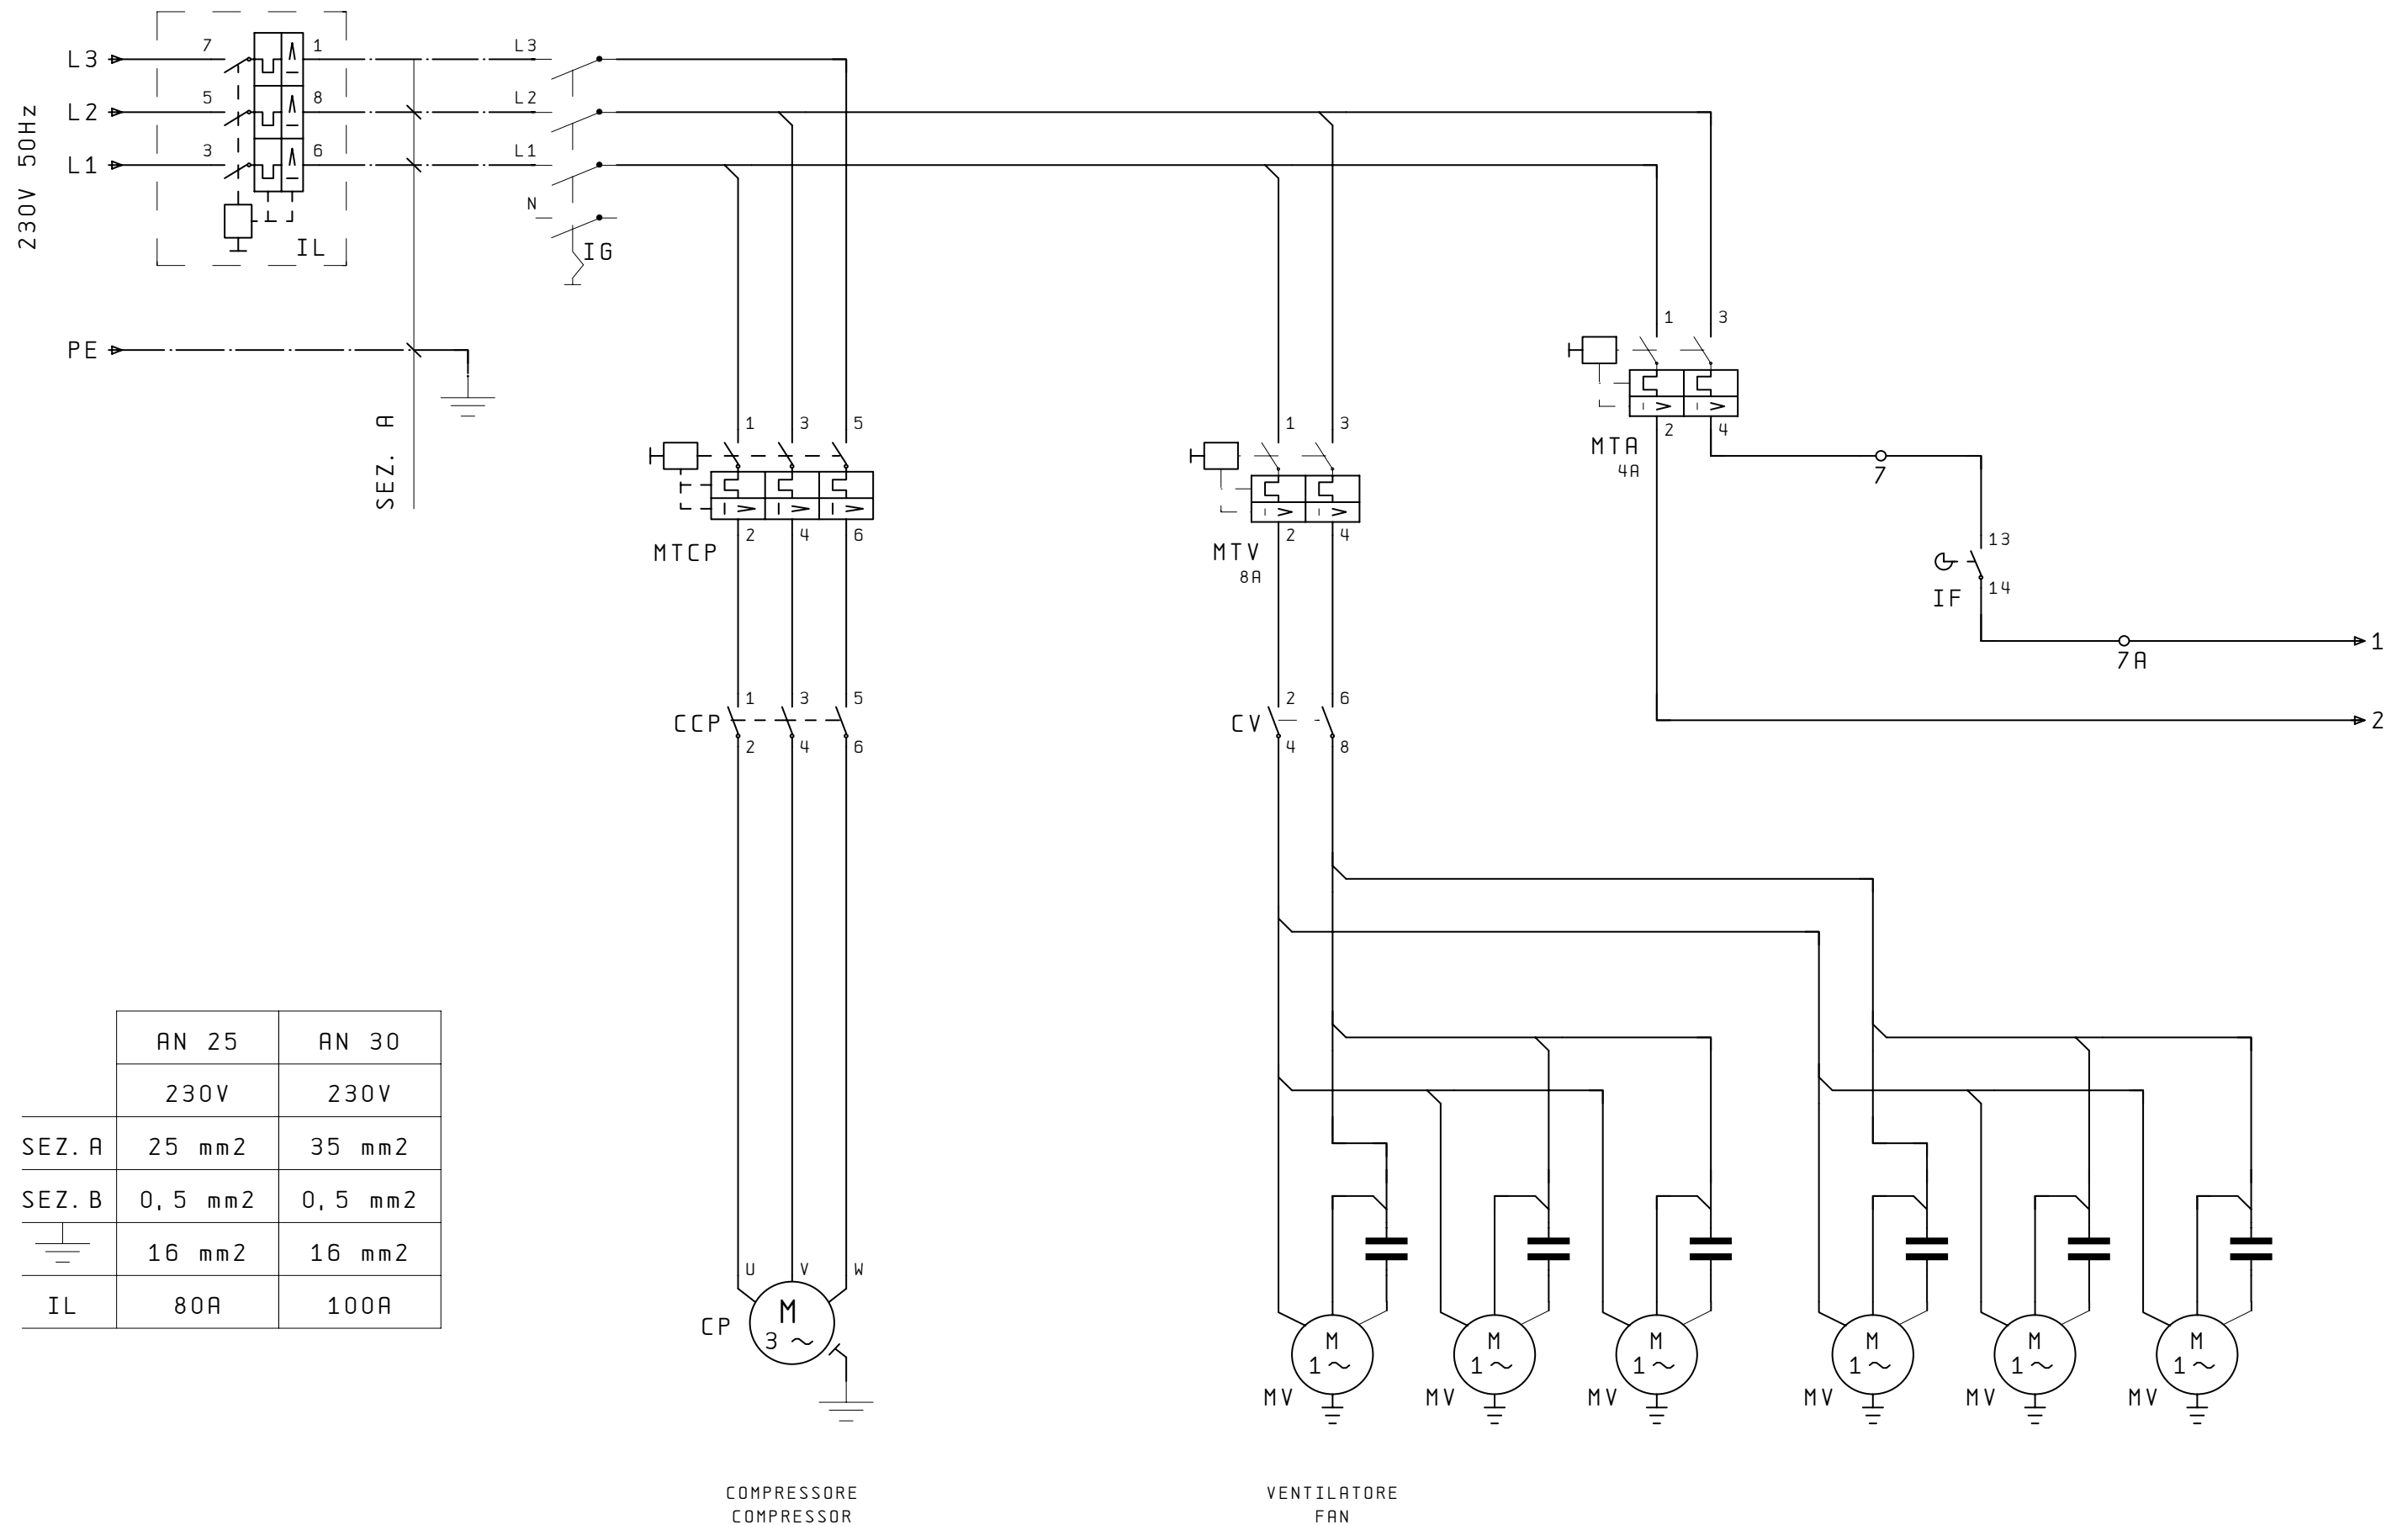 230V 50Hz
L3 7 1 L3
L2 5 8 L2
L1 3 6 L1
N
IL
IG
PE
SEZ. A
1 3
MTA
4A
2 4
7
1 3 5
MTCP
2 4 6
1 3
MTV
8A
2 4
13
IF
14
7A
1
2
1 3 5
CCP
2 4 6
2 6
CV
4 8
AN 25 AN 30
230V 230V
SEZ. A 25 mm2 35 mm2
SEZ. B 0,5 mm2 0,5 mm2
16 mm2 16 mm2
IL 80A 100A
U V W
CP
M
3 ~
M M M M M M
1~ 1~ 1~ 1~ 1~ 1~
MV MV MV MV MV MV
COMPRESSORE
COMPRESSOR
VENTILATORE
FAN